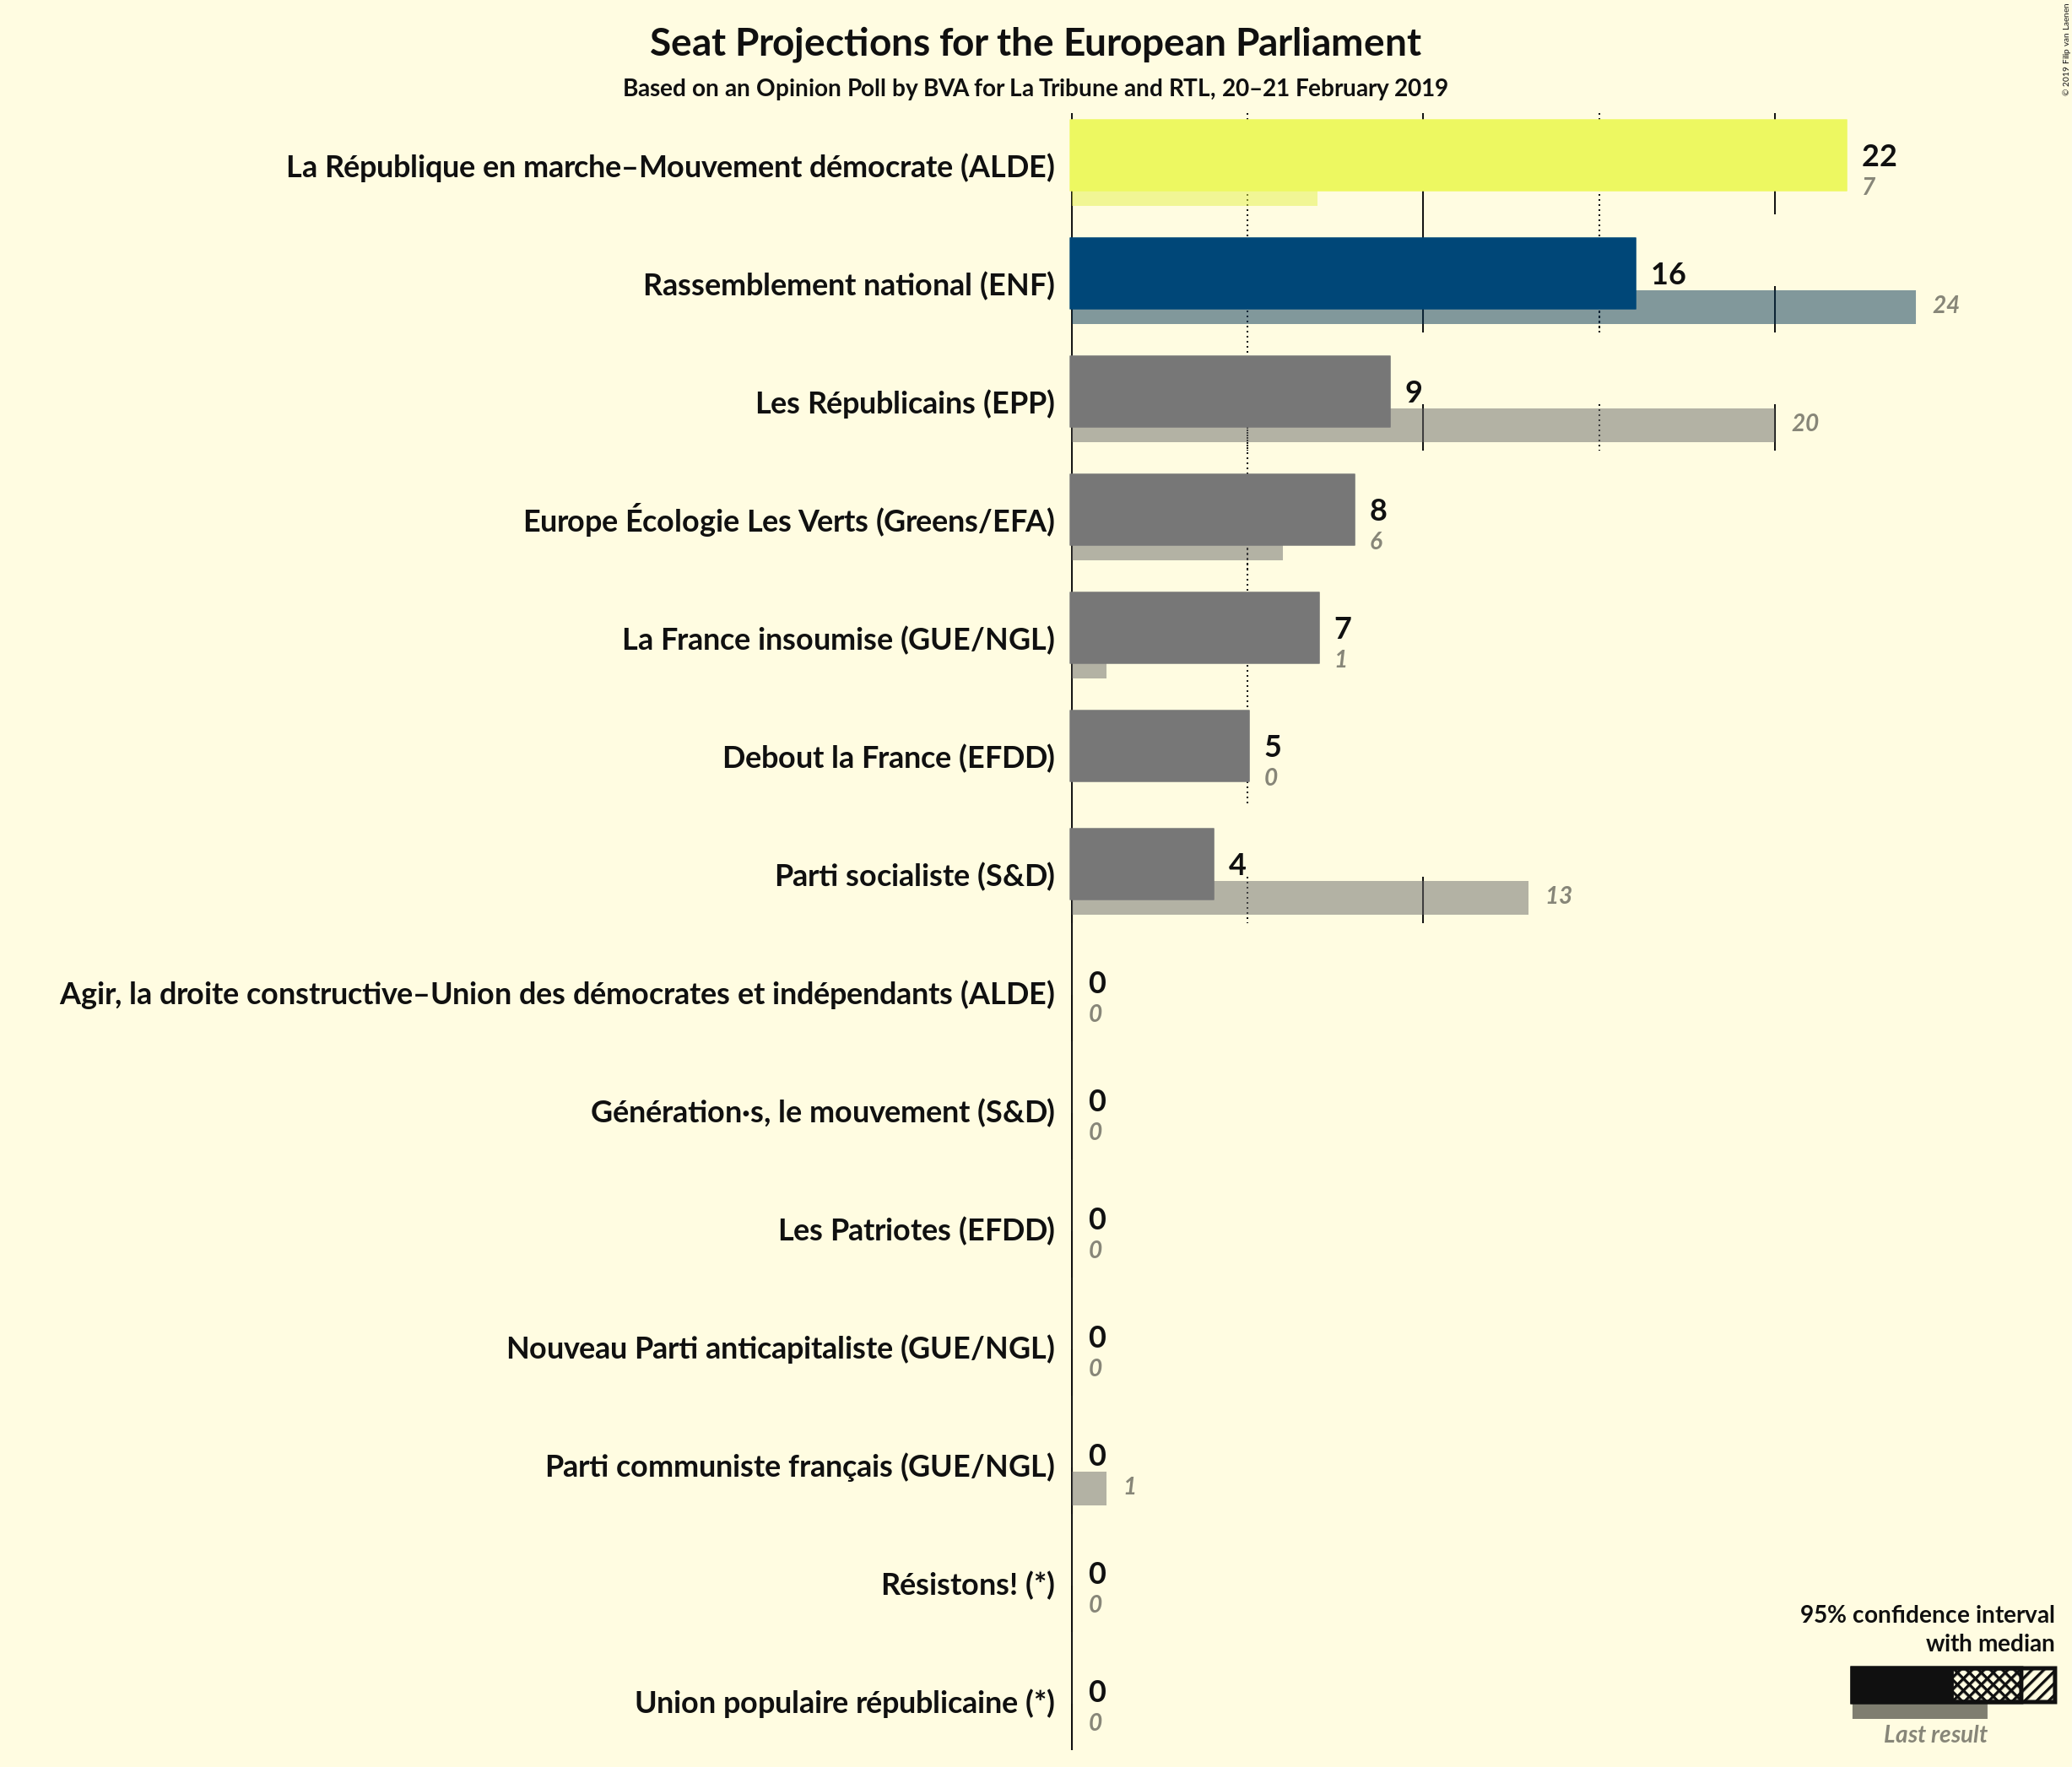 Seat Projections for the European Parliament
Based on an Opinion Poll by BVA for La Tribune and RTL, 20–21 February 2019
© 2019 Filip van Laenen
La République en marche–Mouvement démocrate (ALDE)
22
7
Rassemblement national (ENF)
16
24
Les Républicains (EPP)
9
20
Europe Écologie Les Verts (Greens/EFA)
8
6
La France insoumise (GUE/NGL)
7
1
Debout la France (EFDD)
5
0
Parti socialiste (S&D)
4
13
Agir, la droite constructive–Union des démocrates et indépendants (ALDE)
0
0
Génération·s, le mouvement (S&D)
0
0
Les Patriotes (EFDD)
0
0
Nouveau Parti anticapitaliste (GUE/NGL)
0
0
Parti communiste français (GUE/NGL)
0
1
Résistons! (*)
0
0
Union populaire républicaine (*)
0
0
95% confidence interval
with median
Last result